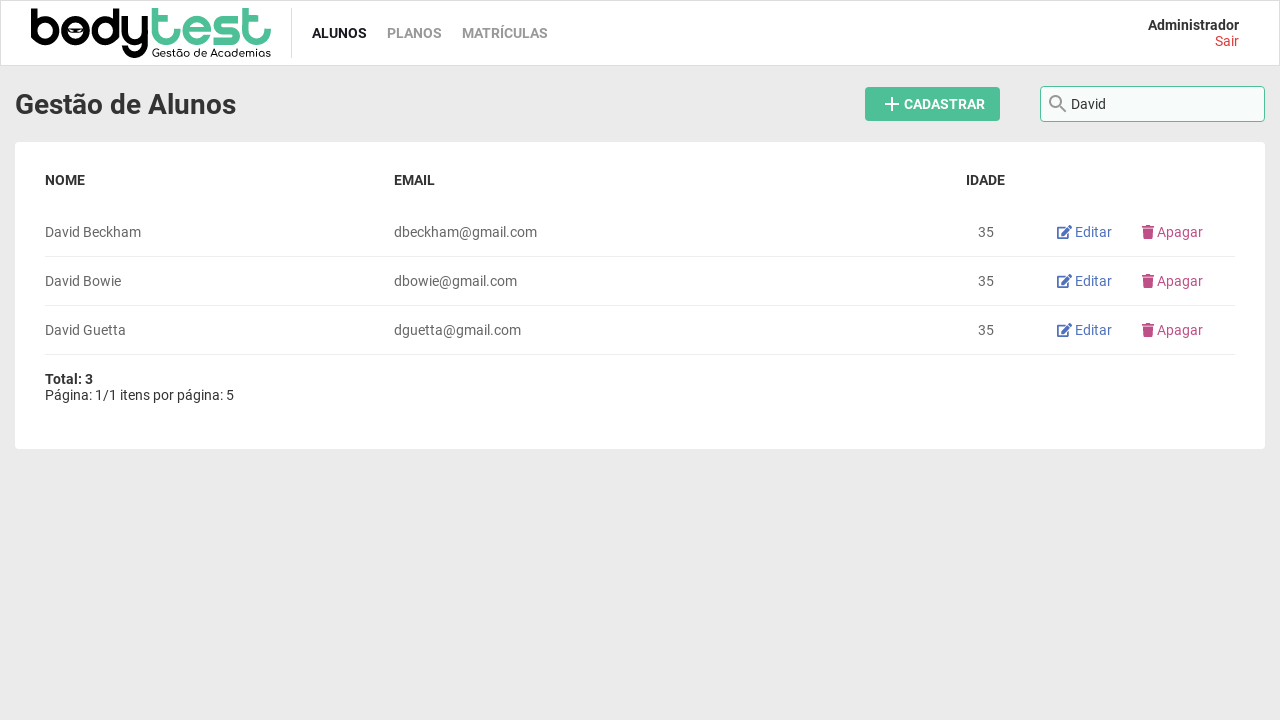 bodytest
Gestão de Academias
ALUNOS PLANOS MATRÍCULAS
Administrador
Sair
Gestão de Alunos
CADASTRAR
David
NOME EMAIL IDADE
David Beckham dbeckham@gmail.com 35 Editar Apagar
David Bowie dbowie@gmail.com 35 Editar Apagar
David Guetta dguetta@gmail.com 35 Editar Apagar
Total: 3
Página: 1/1 itens por página: 5